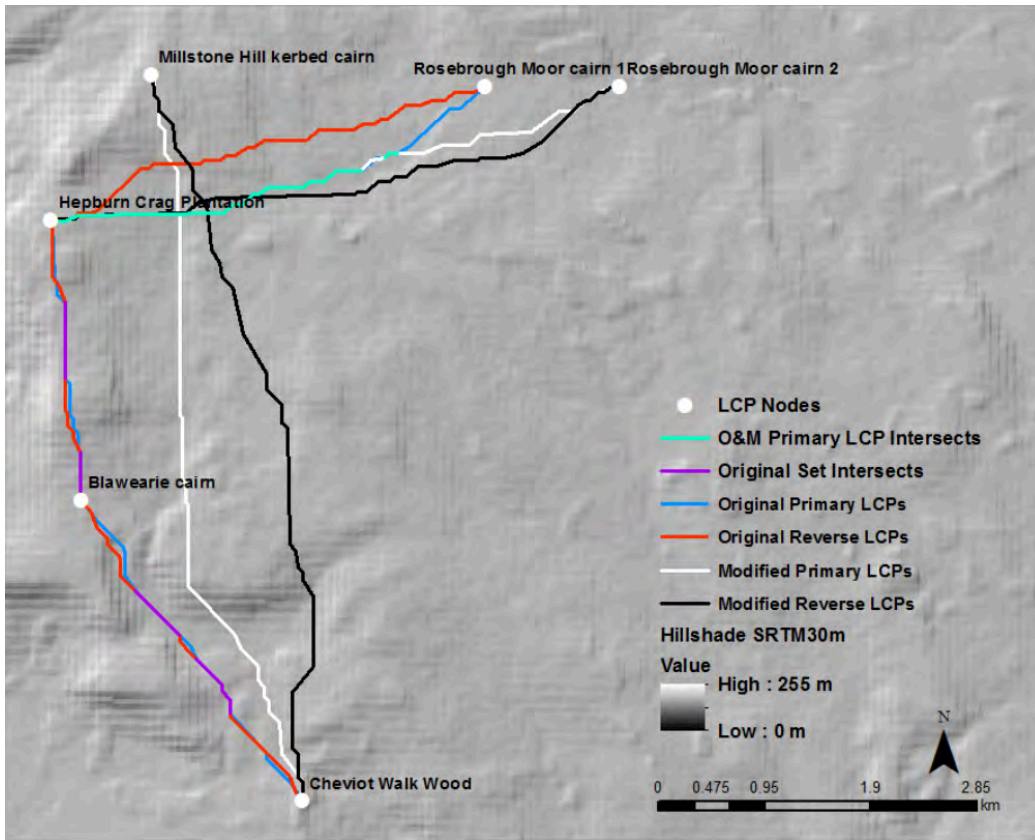 Millstone Hill kerbed cairn
Rosebrough Moor cairn 1
Rosebrough Moor cairn 2
Hepburn Crag Plantation
Blawearie cairn
Cheviot Walk Wood
LCP Nodes
O&M Primary LCP Intersects
Original Set Intersects
Original Primary LCPs
Original Reverse LCPs
Modified Primary LCPs
Modified Reverse LCPs
Hillshade SRTM30m
Value
High : 255 m
Low : 0 m
N
0 0.475 0.95 1.9 2.85
km